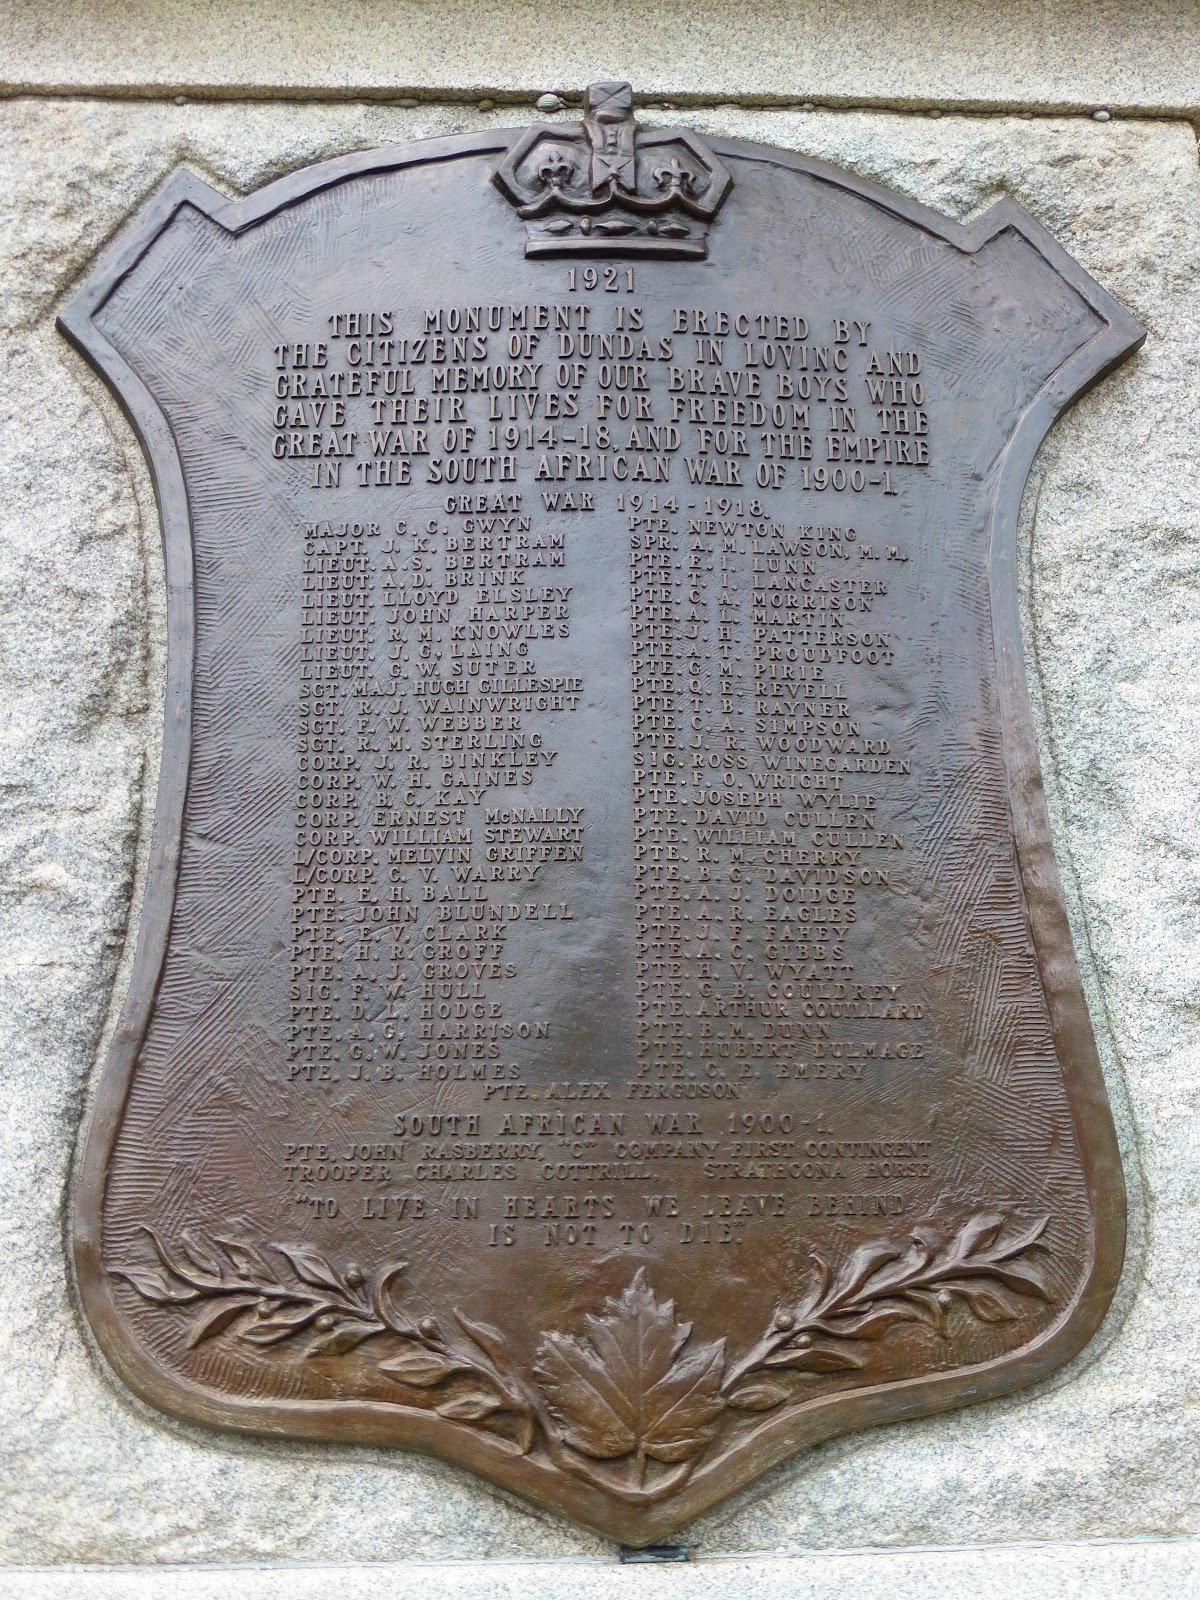 1921
THIS MONUMENT IS ERECTED BY
THE CITIZENS OF DUNDAS IN LOVING AND
GRATEFUL MEMORY OF OUR BRAVE BOYS WHO
GAVE THEIR LIVES FOR FREEDOM IN THE
GREAT WAR OF 1914-18, AND FOR THE EMPIRE
IN THE SOUTH AFRICAN WAR OF 1900-1.
GREAT WAR 1914-1918.
MAJOR C. C. GWYN
CAPT. J. K. BERTRAM
LIEUT. A. S. BERTRAM
LIEUT. A. D. BRINK
LIEUT. LLOYD ELSLEY
LIEUT. JOHN HARPER
LIEUT. R. M. KNOWLES
LIEUT. J. G. LAING
LIEUT. G. W. SUTER
SGT. MAJ. HUGH GILLESPIE
SGT. R. J. WAINWRIGHT
SGT. F. W. WEBBER
SGT. R. M. STERLING
CORP. J. R. BINKLEY
CORP. W. H. GAINES
CORP. B. C. KAY
CORP. ERNEST McNALLY
CORP. WILLIAM STEWART
L/CORP. MELVIN GRIFFEN
L/CORP. C. V. WARRY
PTE. E. H. BALL
PTE. JOHN BLUNDELL
PTE. E. V. CLARK
PTE. H. R. GROFF
PTE. A. J. GROVES
SIG. F. W. HULL
PTE. D. L. HODGE
PTE. A. G. HARRISON
PTE. G. W. JONES
PTE. J. B. HOLMES
PTE. NEWTON KING
SPR. A. M. LAWSON, M. M.
PTE. E. I. LUNN
PTE. T. I. LANCASTER
PTE. C. A. MORRISON
PTE. A. L. MARTIN
PTE. J. H. PATTERSON
PTE. A. T. PROUDFOOT
PTE. G. M. PIRIE
PTE. Q. E. REVELL
PTE. T. B. RAYNER
PTE. C. A. SIMPSON
PTE. J. R. WOODWARD
SIG. ROSS WINEGARDEN
PTE. F. O. WRIGHT
PTE. JOSEPH WYLIE
PTE. DAVID CULLEN
PTE. WILLIAM CULLEN
PTE. R. M. CHERRY
PTE. B. G. DAVIDSON
PTE. A. J. DOIDGE
PTE. A. R. EAGLES
PTE. J. F. FAHEY
PTE. A. C. GIBBS
PTE. H. V. WYATT
PTE. G. B. COULDREY
PTE. ARTHUR COUILLARD
PTE. B. M. DUNN
PTE. HUBERT DULMAGE
PTE. C. E. EMERY
PTE. ALEX FERGUSON
SOUTH AFRICAN WAR 1900-1.
PTE. JOHN RASBERRY, "C" COMPANY FIRST CONTINGENT
TROOPER CHARLES COTTRILL, STRATHCONA HORSE
"TO LIVE IN HEARTS WE LEAVE BEHIND
IS NOT TO DIE."